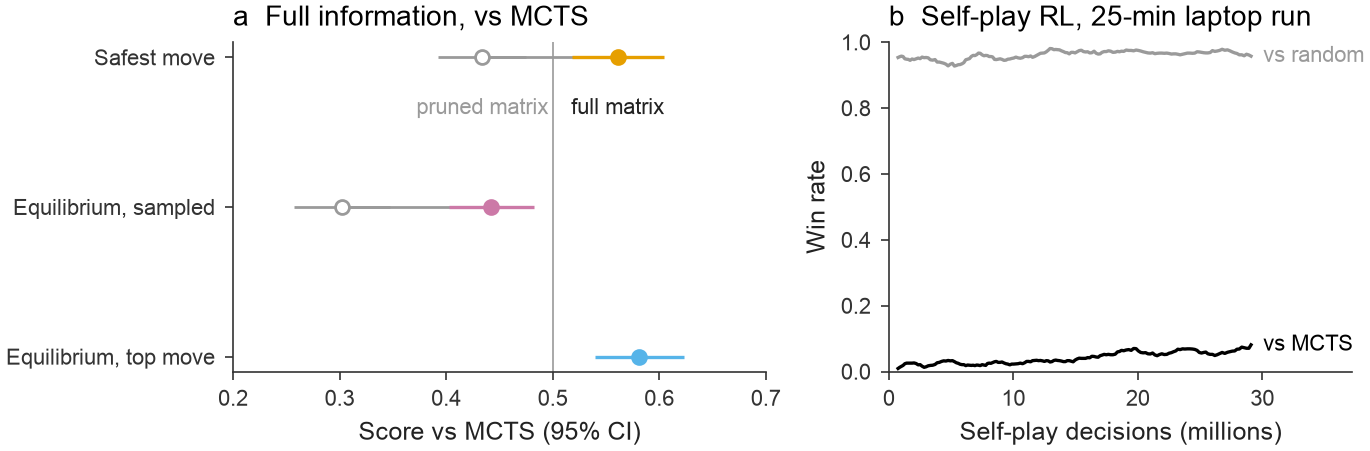 a Full information, vs MCTS
Safest move
pruned matrix full matrix
Equilibrium, sampled
Equilibrium, top move
0.2 0.3 0.4 0.5 0.6 0.7
Score vs MCTS (95% CI)
b Self-play RL, 25-min laptop run
1.0
vs random
0.8
0.6
Win rate
0.4
0.2
vs MCTS
0.0
0 10 20 30
Self-play decisions (millions)